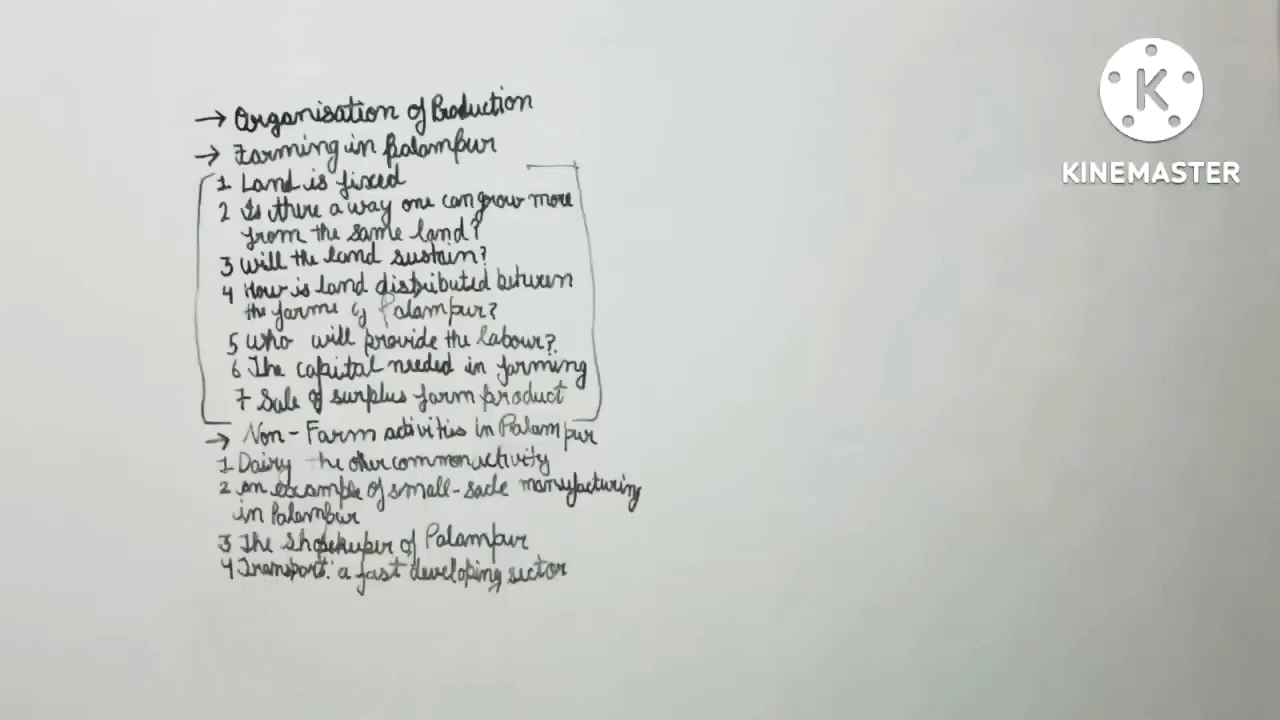 → Organisation of Production
→ Farming in Palampur
1 Land is fixed
2 Is there a way one can grow more
from the same land?
3 will the land sustain?
4 How is land distributed between
the farms of Palampur?
5 Who will provide the labour?
6 The capital needed in farming
7 Sale of surplus farm product
→ Non-Farm activities in Palampur
1 Dairy the other common activity
2 an example of small-sacle manufacturing
in Palampur
3 The Shopekuper of Palampur
4 Transport: a fast developing sector
K
KINEMASTER